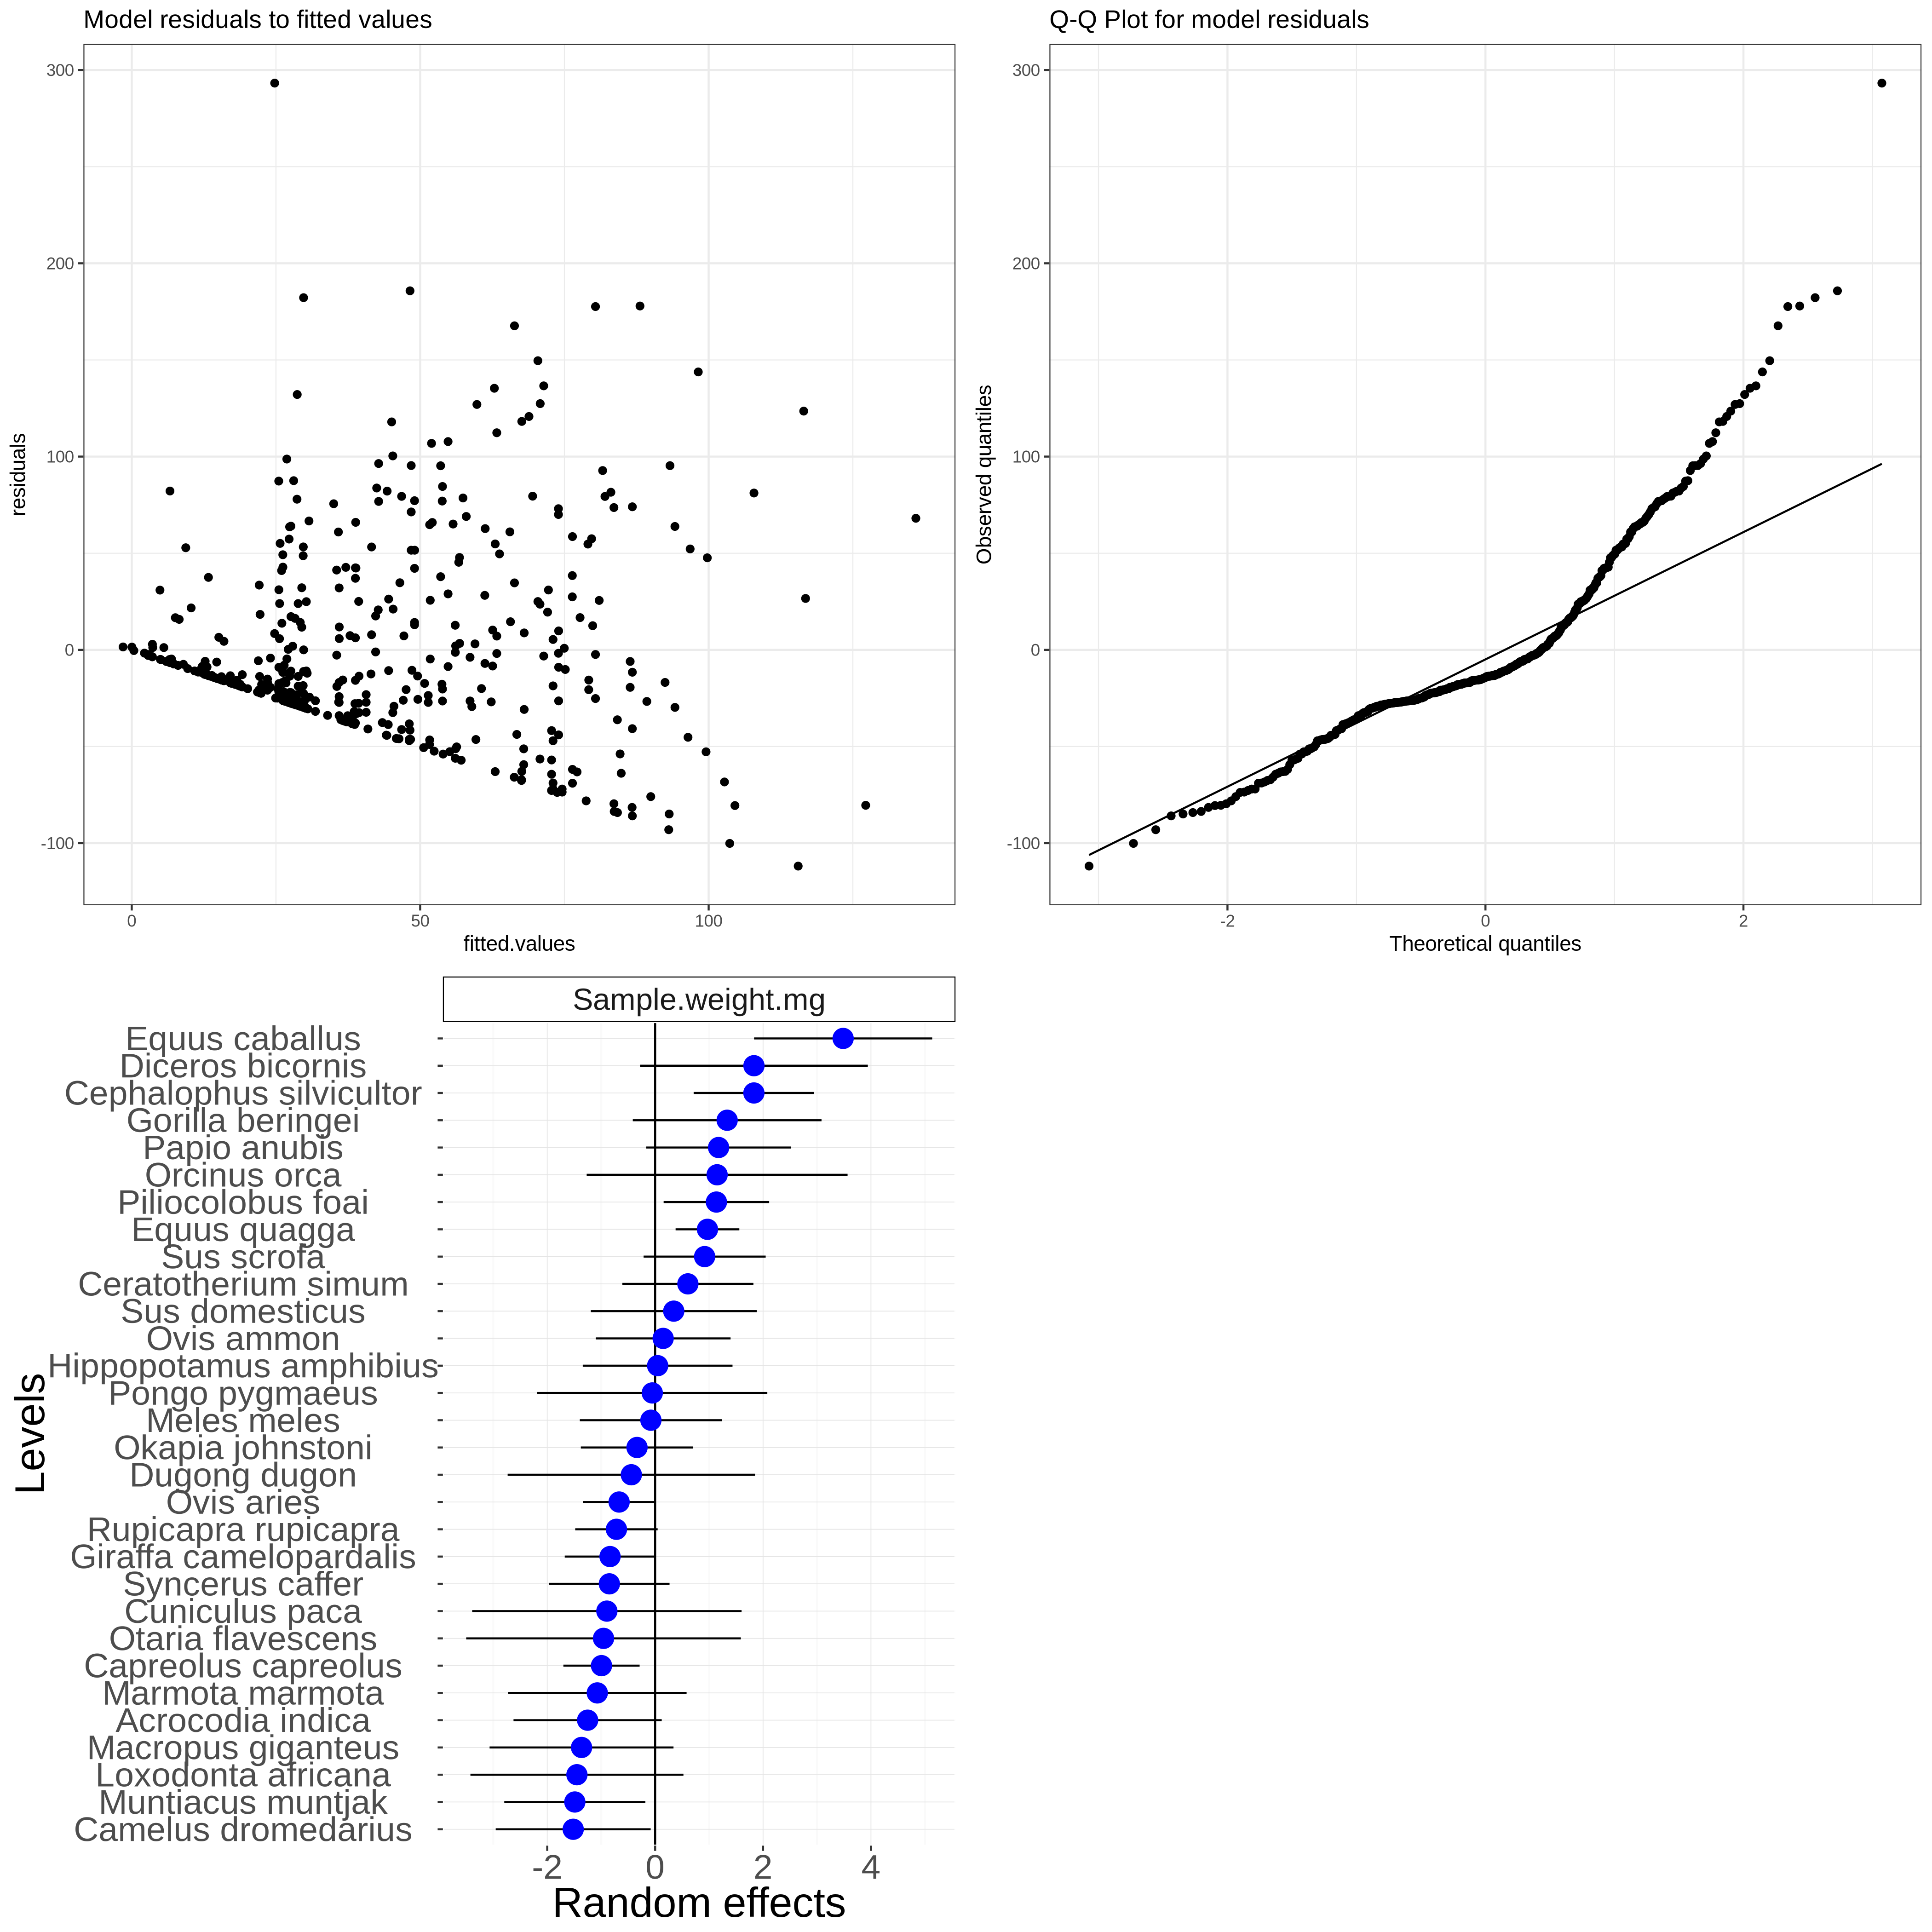 Model residuals to fitted values
300
200
100
0
-100
residuals
0
50
100
fitted.values
Q-Q Plot for model residuals
300
200
100
0
-100
Observed quantiles
-2
0
2
Theoretical quantiles
Sample.weight.mg
Equus caballus
Diceros bicornis
Cephalophus silvicultor
Gorilla beringei
Papio anubis
Orcinus orca
Piliocolobus foai
Equus quagga
Sus scrofa
Ceratotherium simum
Sus domesticus
Ovis ammon
Hippopotamus amphibius
Pongo pygmaeus
Meles meles
Okapia johnstoni
Dugong dugon
Ovis aries
Rupicapra rupicapra
Giraffa camelopardalis
Syncerus caffer
Cuniculus paca
Otaria flavescens
Capreolus capreolus
Marmota marmota
Acrocodia indica
Macropus giganteus
Loxodonta africana
Muntiacus muntjak
Camelus dromedarius
Levels
-2
0
2
4
Random effects